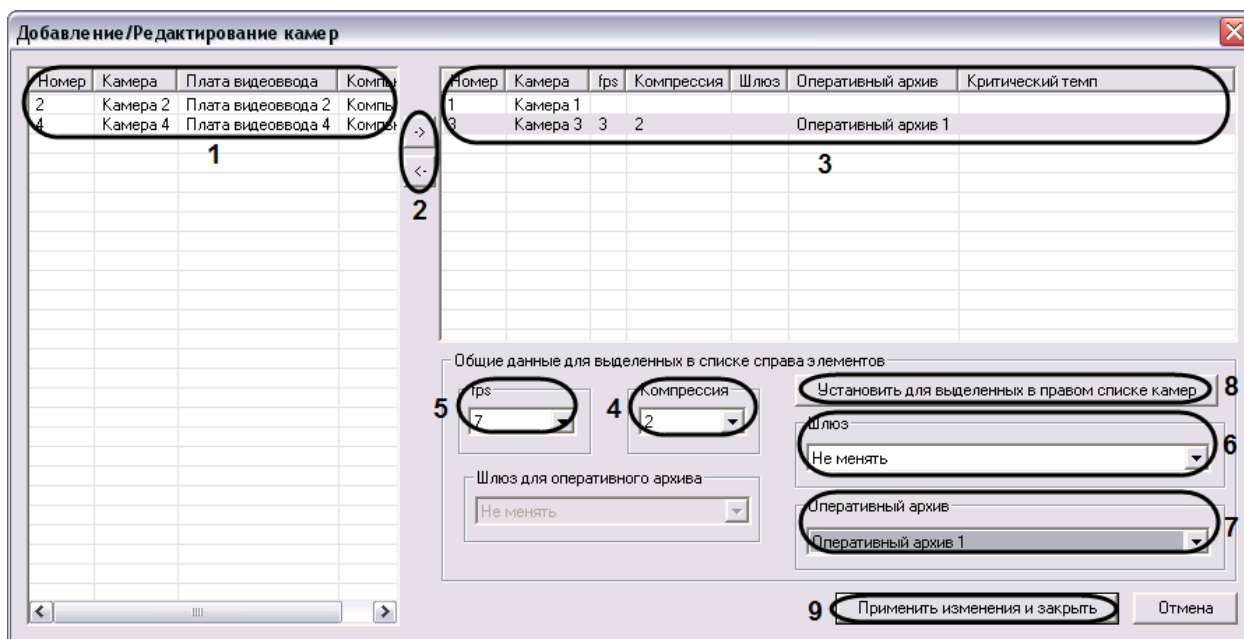 Добавление/Редактирование камер
Номер Камера Плата видеоввода Компь
2 Камера 2 Плата видеоввода 2 Компь
4 Камера 4 Плата видеоввода 4 Компьн
1
->
<-
2
Номер Камера fps Компрессия Шлюз Оперативный архив Критический темп
1 Камера 1
3 Камера 3 3 2 Оперативный архив 1
3
Общие данные для выделенных в списке справа элементов
fps
5
7
Компрессия
4
2
Установить для выделенных в правом списке камер
8
Шлюз
Не менять
6
Шлюз для оперативного архива
Не менять
Оперативный архив
Оперативный архив 1
7
9
Применить изменения и закрыть
Отмена